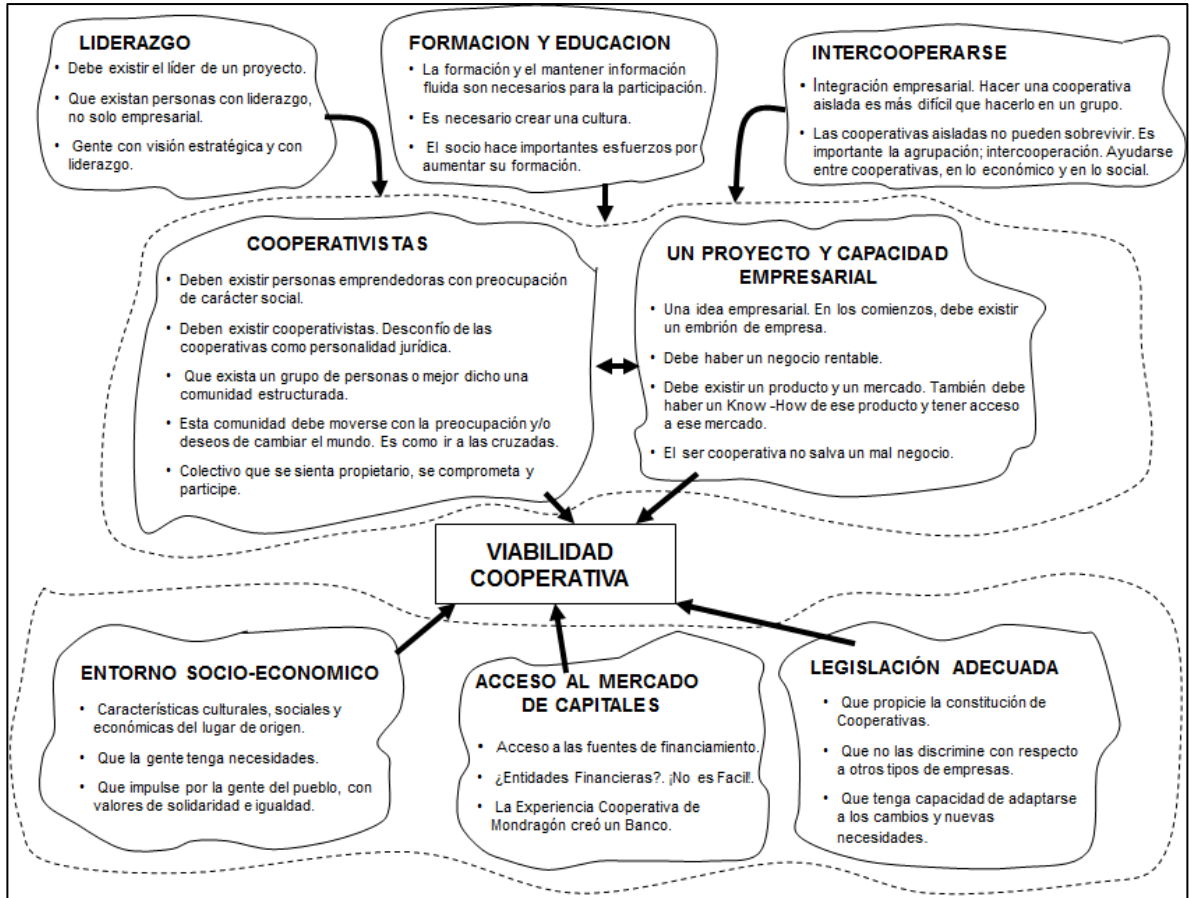 LIDERAZGO
• Debe existir el líder de un proyecto.
• Que existan personas con liderazgo,
no solo empresarial.
• Gente con visión estratégica y con
liderazgo.
FORMACION Y EDUCACION
• La formación y el mantener información
fluida son necesarios para la participación.
• Es necesario crear una cultura.
• El socio hace importantes esfuerzos por
aumentar su formación.
INTERCOOPERARSE
• Integración empresarial. Hacer una cooperativa
aislada es más difícil que hacerlo en un grupo.
• Las cooperativas aisladas no pueden sobrevivir. Es
importante la agrupación; intercooperación. Ayudarse
entre cooperativas, en lo económico y en lo social.
COOPERATIVISTAS
• Deben existir personas emprendedoras con preocupación
de carácter social.
• Deben existir cooperativistas. Desconfío de las
cooperativas como personalidad jurídica.
• Que exista un grupo de personas o mejor dicho una
comunidad estructurada.
• Esta comunidad debe moverse con la preocupación y/o
deseos de cambiar el mundo. Es como ir a las cruzadas.
• Colectivo que se sienta propietario, se comprometa y
participe.
UN PROYECTO Y CAPACIDAD
EMPRESARIAL
• Una idea empresarial. En los comienzos, debe existir
un embrión de empresa.
• Debe haber un negocio rentable.
• Debe existir un producto y un mercado. También debe
haber un Know -How de ese producto y tener acceso
a ese mercado.
• El ser cooperativa no salva un mal negocio.
VIABILIDAD
COOPERATIVA
ENTORNO SOCIO-ECONOMICO
• Características culturales, sociales y
económicas del lugar de origen.
• Que la gente tenga necesidades.
• Que impulse por la gente del pueblo, con
valores de solidaridad e igualdad.
ACCESO AL MERCADO
DE CAPITALES
• Acceso a las fuentes de financiamiento.
• ¿Entidades Financieras?. ¡No es Facil!.
• La Experiencia Cooperativa de
Mondragón creó un Banco.
LEGISLACIÓN ADECUADA
• Que propicie la constitución de
Cooperativas.
• Que no las discrimine con respecto
a otros tipos de empresas.
• Que tenga capacidad de adaptarse
a los cambios y nuevas
necesidades.